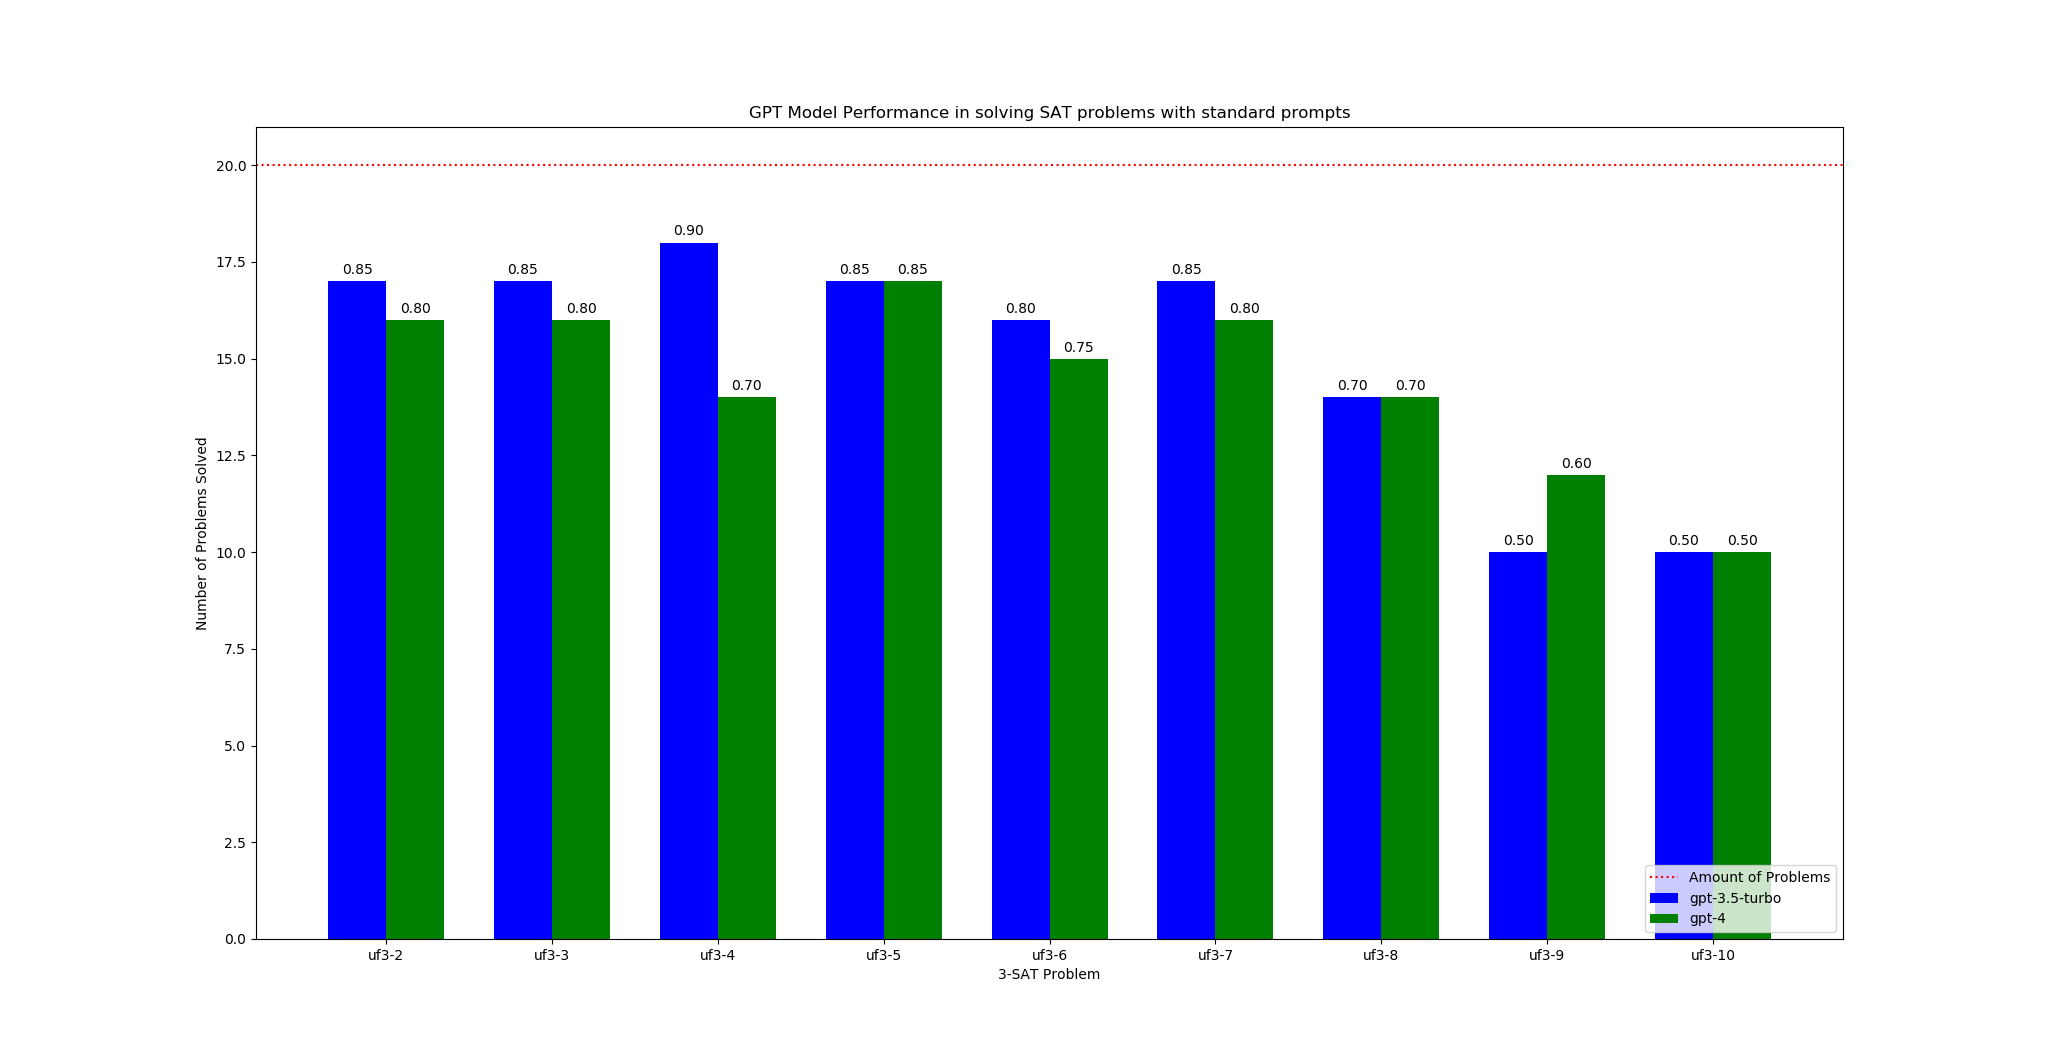 GPT Model Performance in solving SAT problems with standard prompts
20.0
17.5
15.0
12.5
10.0
7.5
5.0
2.5
0.0
Number of Problems Solved
0.85
0.80
0.85
0.80
0.90
0.70
0.85
0.85
0.80
0.75
0.85
0.80
0.70
0.70
0.50
0.60
0.50
0.50
Amount of Problems
gpt-3.5-turbo
gpt-4
uf3-2
uf3-3
uf3-4
uf3-5
uf3-6
uf3-7
uf3-8
uf3-9
uf3-10
3-SAT Problem